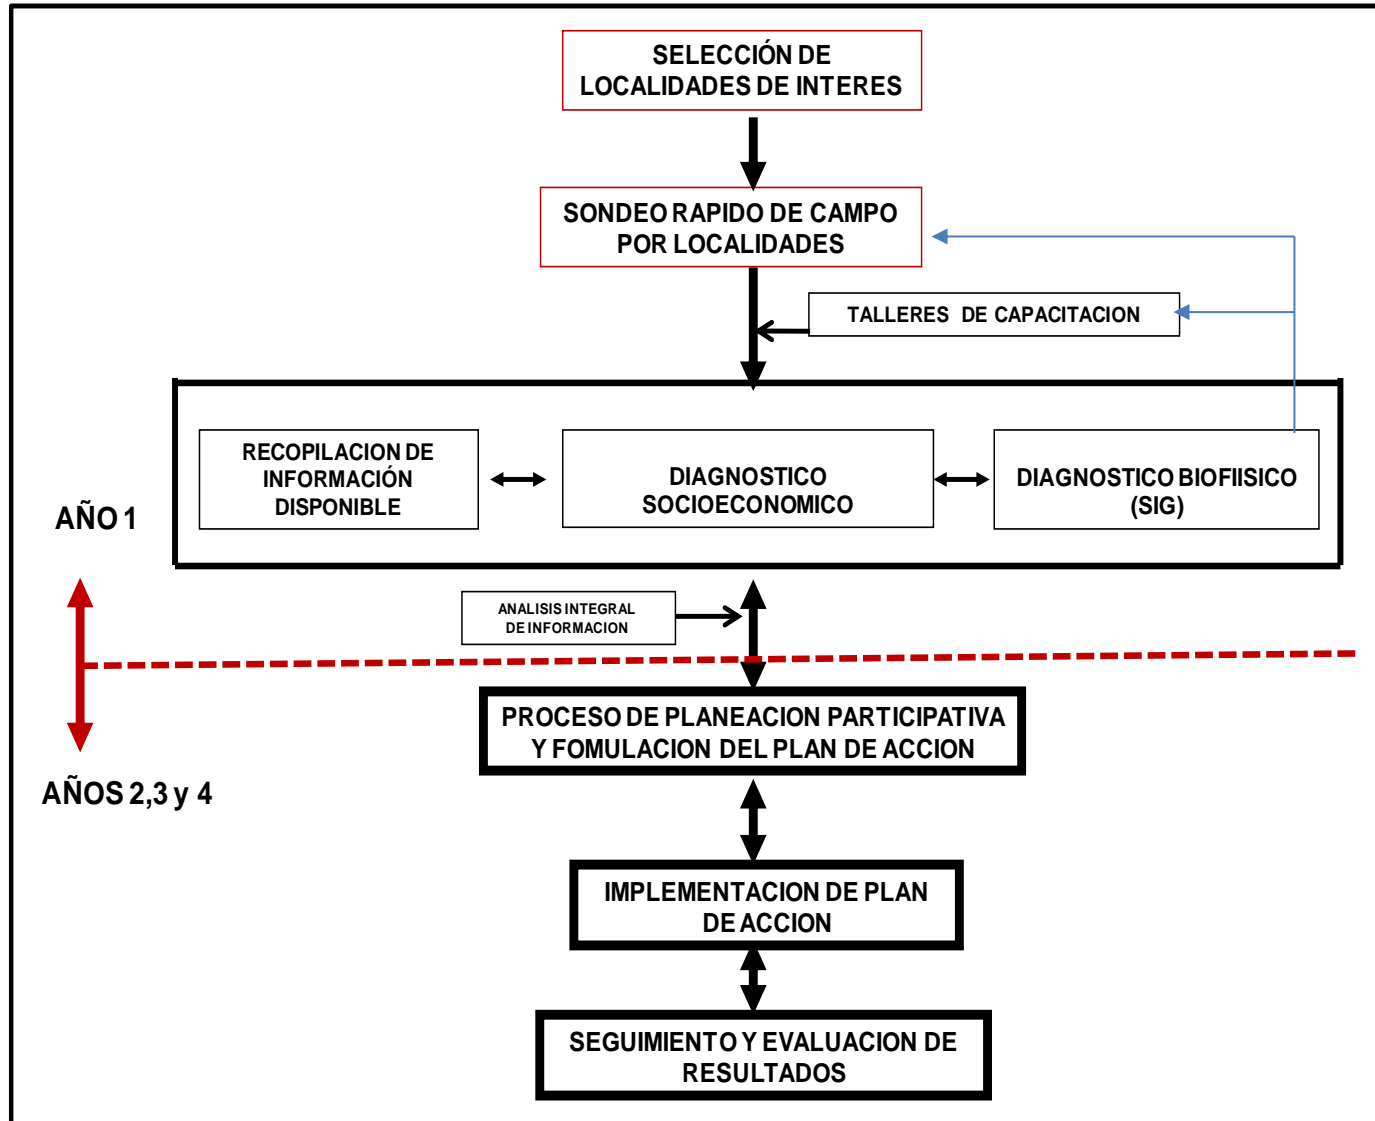 SELECCIÓN DE
LOCALIDADES DE INTERES
SONDEO RAPIDO DE CAMPO
POR LOCALIDADES
TALLERES DE CAPACITACION
RECOPILACION DE
INFORMACIÓN
DISPONIBLE
DIAGNOSTICO
SOCIOECONOMICO
DIAGNOSTICO BIOFIISICO
(SIG)
AÑO 1
ANALISIS INTEGRAL
DE INFORMACION
PROCESO DE PLANEACION PARTICIPATIVA
Y FOMULACION DEL PLAN DE ACCION
AÑOS 2,3 y 4
IMPLEMENTACION DE PLAN
DE ACCION
SEGUIMIENTO Y EVALUACION DE
RESULTADOS